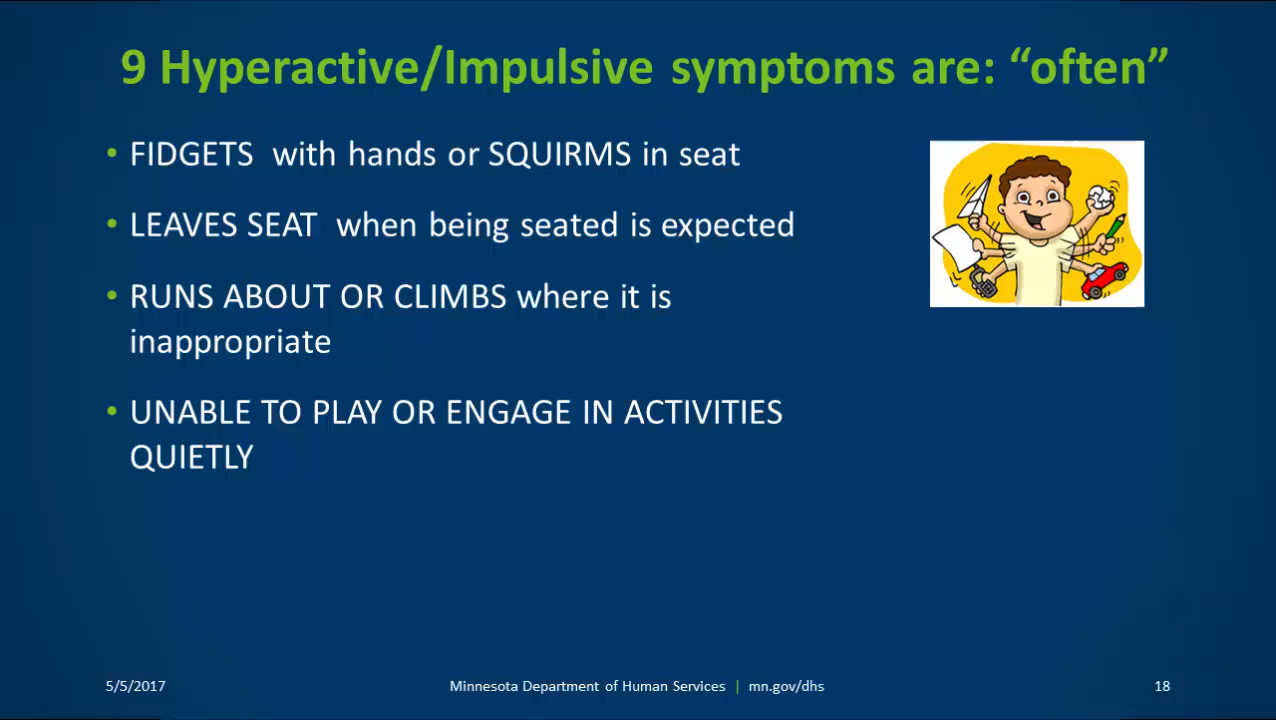 9 Hyperactive/Impulsive symptoms are: “often”
• FIDGETS with hands or SQUIRMS in seat
• LEAVES SEAT when being seated is expected
• RUNS ABOUT OR CLIMBS where it is
inappropriate
• UNABLE TO PLAY OR ENGAGE IN ACTIVITIES
QUIETLY
5/5/2017 Minnesota Department of Human Services | mn.gov/dhs 18